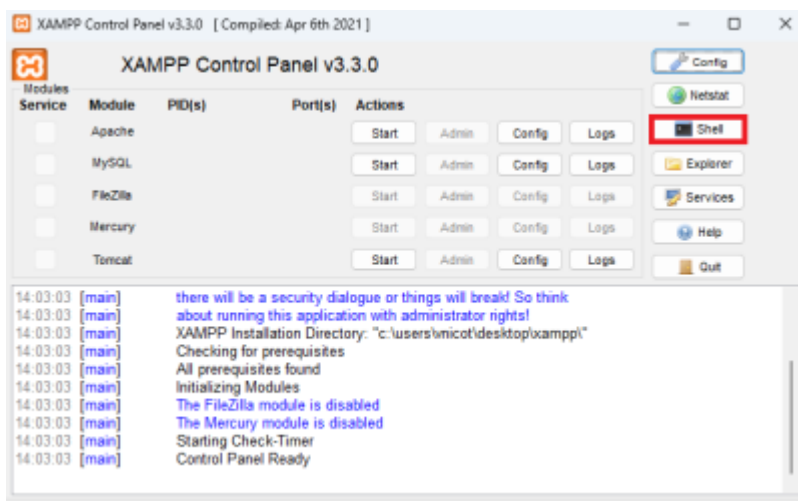 XAMPP Control Panel v3.3.0 [ Compiled: Apr 6th 2021 ]
XAMPP Control Panel v3.3.0
Config
Modules
Service Module PID(s) Port(s) Actions
Netstat
Apache Start Admin Config Logs
Shell
MySQL Start Admin Config Logs
Explorer
FileZilla Start Admin Config Logs
Services
Mercury Start Admin Config Logs
Help
Tomcat Start Admin Config Logs
Quit
14:03:03 [main] there will be a security dialogue or things will break! So think
14:03:03 [main] about running this application with administrator rights!
14:03:03 [main] XAMPP Installation Directory: "c:\users\vnicot\desktop\xampp\"
14:03:03 [main] Checking for prerequisites
14:03:03 [main] All prerequisites found
14:03:03 [main] Initializing Modules
14:03:03 [main] The FileZilla module is disabled
14:03:03 [main] The Mercury module is disabled
14:03:03 [main] Starting Check-Timer
14:03:03 [main] Control Panel Ready